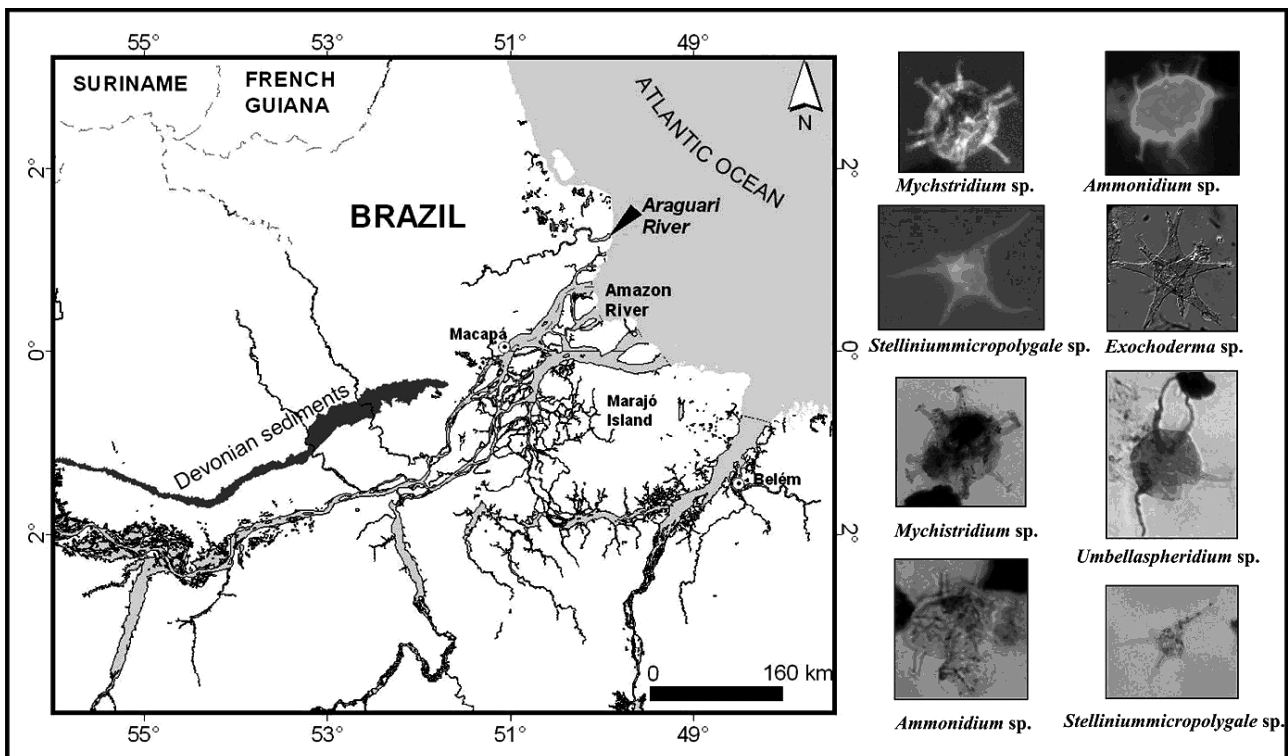 55°
53°
51°
49°
SURINAME
FRENCH
GUIANA
N
ATLANTIC OCEAN
2°
2°
BRAZIL
Araguari
River
Amazon
River
Macapá
0°
0°
Marajó
Island
Devonian sediments
Belém
2°
2°
0
160 km
55°
53°
51°
49°
Mychstridium sp.
Ammonidium sp.
Stelliniummicropolygale sp.
Exochoderma sp.
Mychistridium sp.
Umbellaspheridium sp.
Ammonidium sp.
Stelliniummicropolygale sp.